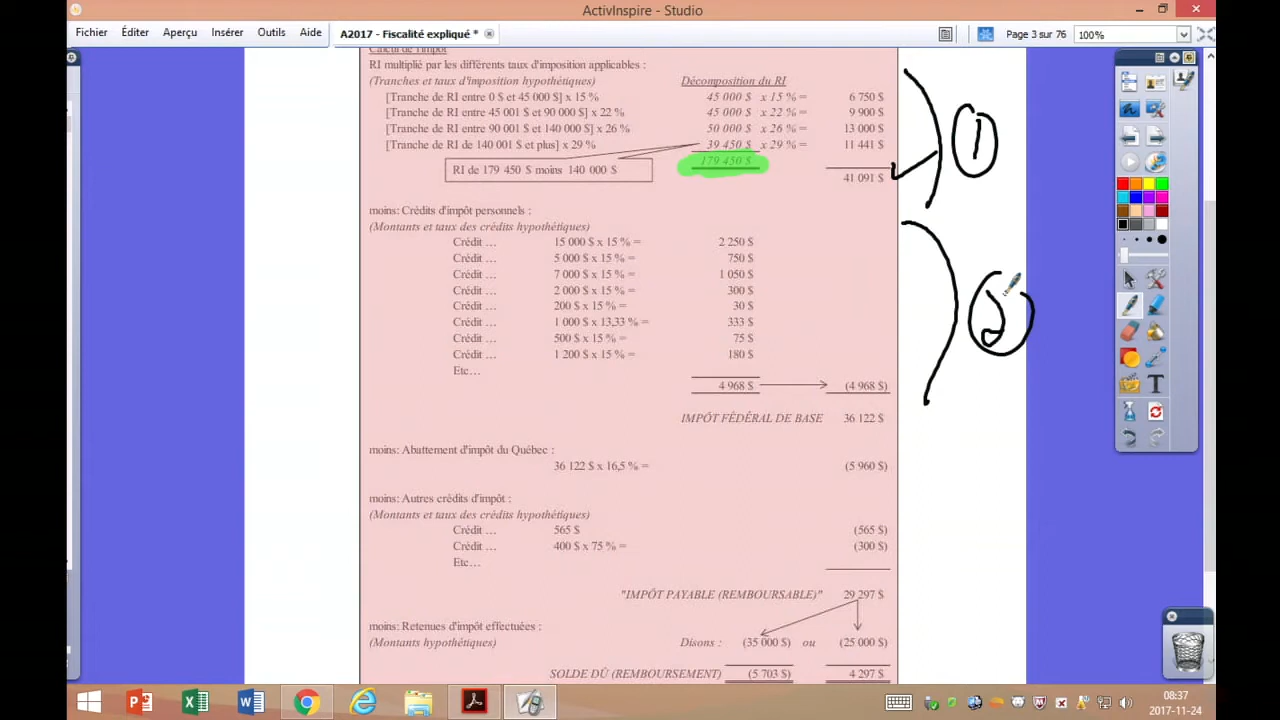 ActivInspire - Studio
Fichier Éditer Aperçu Insérer Outils Aide A2017 - Fiscalité expliqué * Page 3 sur 76 100%
Calcul de l'impôt
RI multiplié par les différents taux d'imposition applicables :
(Tranches et taux d'imposition hypothétiques) Décomposition du RI
[Tranche de RI entre 0 $ et 45 000 $] x 15 % 45 000 $ x 15 % = 6 750 $
[Tranche de RI entre 45 001 $ et 90 000 $] x 22 % 45 000 $ x 22 % = 9 900 $
[Tranche de RI entre 90 001 $ et 140 000 $] x 26 % 50 000 $ x 26 % = 13 000 $
[Tranche de RI de 140 001 $ et plus] x 29 % 39 450 $ x 29 % = 11 441 $
179 450 $
RI de 179 450 $ moins 140 000 $
41 091 $
1
moins: Crédits d'impôt personnels :
(Montants et taux des crédits hypothétiques)
Crédit … 15 000 $ x 15 % = 2 250 $
Crédit … 5 000 $ x 15 % = 750 $
Crédit … 7 000 $ x 15 % = 1 050 $
Crédit … 2 000 $ x 15 % = 300 $
Crédit … 200 $ x 15 % = 30 $
Crédit … 1 000 $ x 13,33 % = 333 $
Crédit … 500 $ x 15 % = 75 $
Crédit … 1 200 $ x 15 % = 180 $
Etc…
2
4 968 $ (4 968 $)
IMPÔT FÉDÉRAL DE BASE 36 122 $
moins: Abattement d'impôt du Québec :
36 122 $ x 16,5 % = (5 960 $)
moins: Autres crédits d'impôt :
(Montants et taux des crédits hypothétiques)
Crédit … 565 $ (565 $)
Crédit … 400 $ x 75 % = (300 $)
Etc…
"IMPÔT PAYABLE (REMBOURSABLE)" 29 297 $
moins: Retenues d'impôt effectuées :
(Montants hypothétiques) Disons : (35 000 $) ou (25 000 $)
SOLDE DÛ (REMBOURSEMENT) (5 703 $) 4 297 $
08:37
2017-11-24